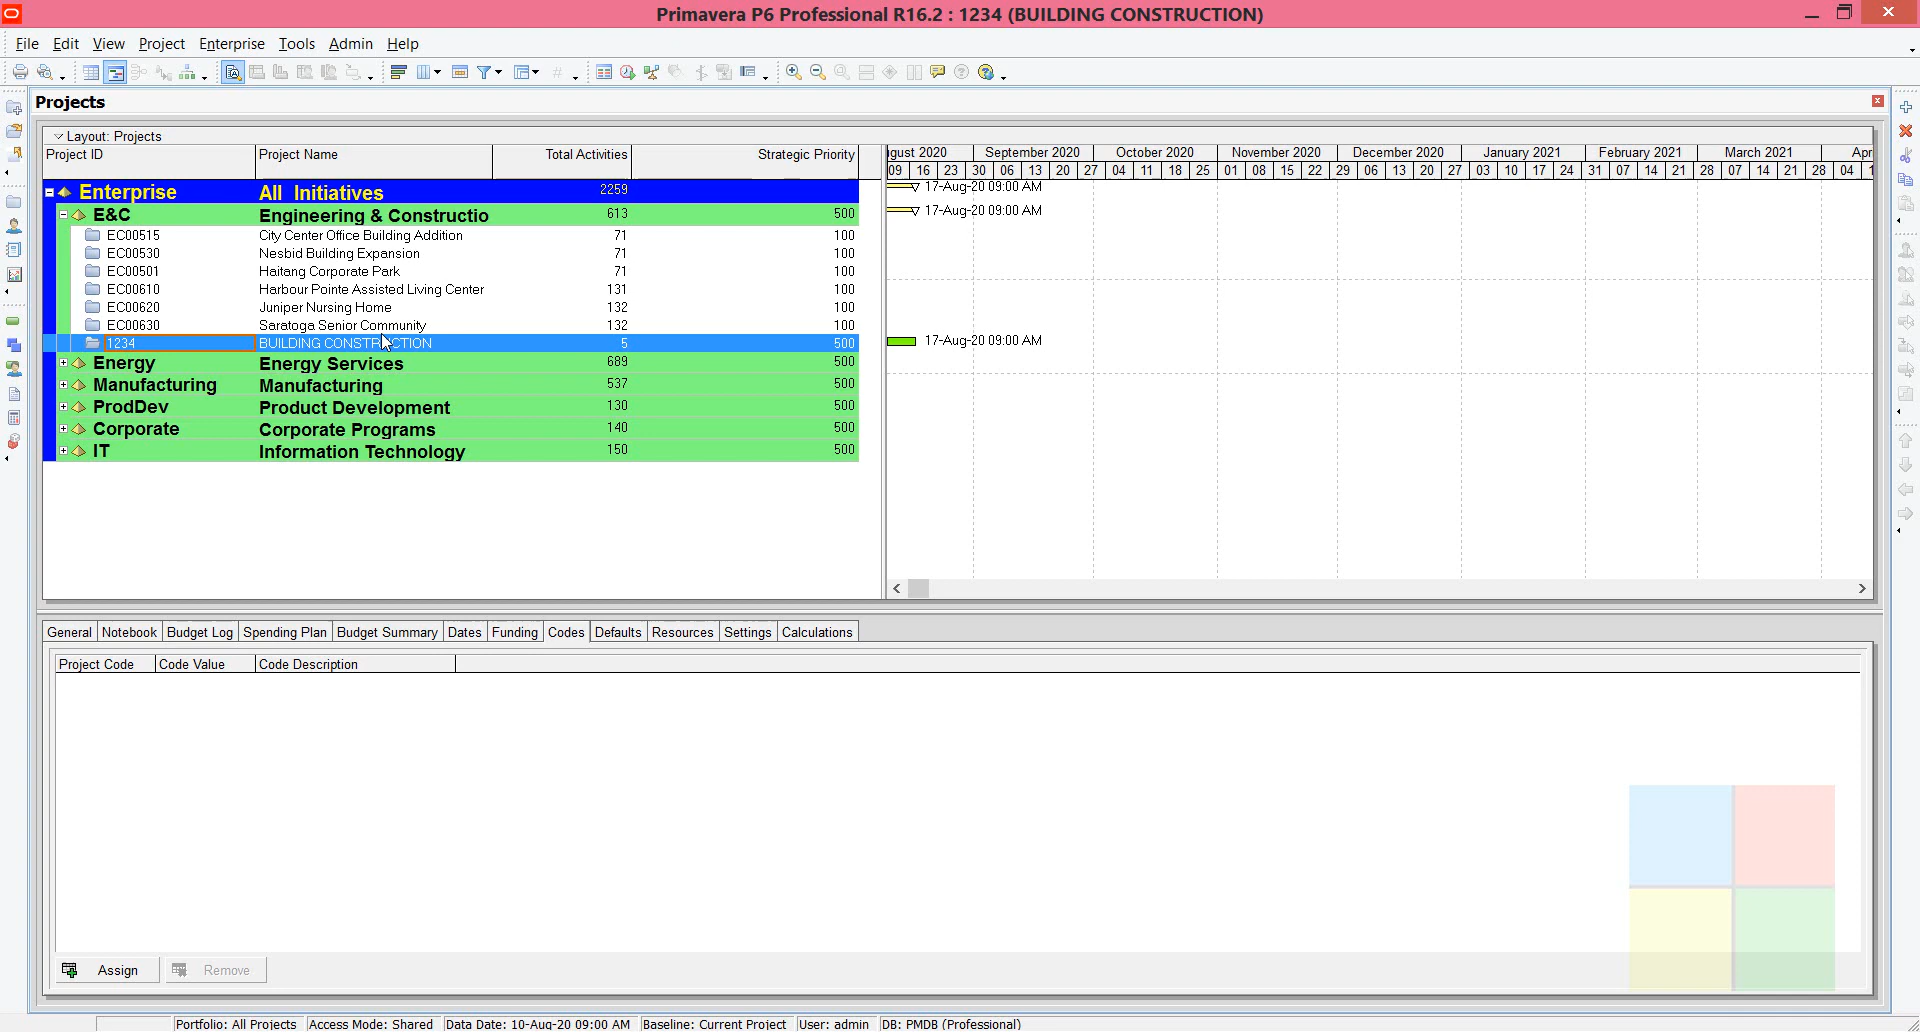 Primavera P6 Professional R16.2 : 1234 (BUILDING CONSTRUCTION)
File Edit View Project Enterprise Tools Admin Help
Projects
Layout: Projects
Project ID Project Name Total Activities Strategic Priority
gust 2020 September 2020 October 2020 November 2020 December 2020 January 2021 February 2021 March 2021 Apr
09 16 23 30 06 13 20 27 04 11 18 25 01 08 15 22 29 06 13 20 27 03 10 17 24 31 07 14 21 28 07 14 21 28 04 1
Enterprise All Initiatives 2259 17-Aug-20 09:00 AM
E&C Engineering & Constructio 613 500 17-Aug-20 09:00 AM
EC00515 City Center Office Building Addition 71 100
EC00530 Nesbid Building Expansion 71 100
EC00501 Haitang Corporate Park 71 100
EC00610 Harbour Pointe Assisted Living Center 131 100
EC00620 Juniper Nursing Home 132 100
EC00630 Saratoga Senior Community 132 100
1234 BUILDING CONSTRUCTION 5 500 17-Aug-20 09:00 AM
Energy Energy Services 689 500
Manufacturing Manufacturing 537 500
ProdDev Product Development 130 500
Corporate Corporate Programs 140 500
IT Information Technology 150 500
General Notebook Budget Log Spending Plan Budget Summary Dates Funding Codes Defaults Resources Settings Calculations
Project Code Code Value Code Description
Assign Remove
Portfolio: All Projects Access Mode: Shared Data Date: 10-Aug-20 09:00 AM Baseline: Current Project User: admin DB: PMDB (Professional)